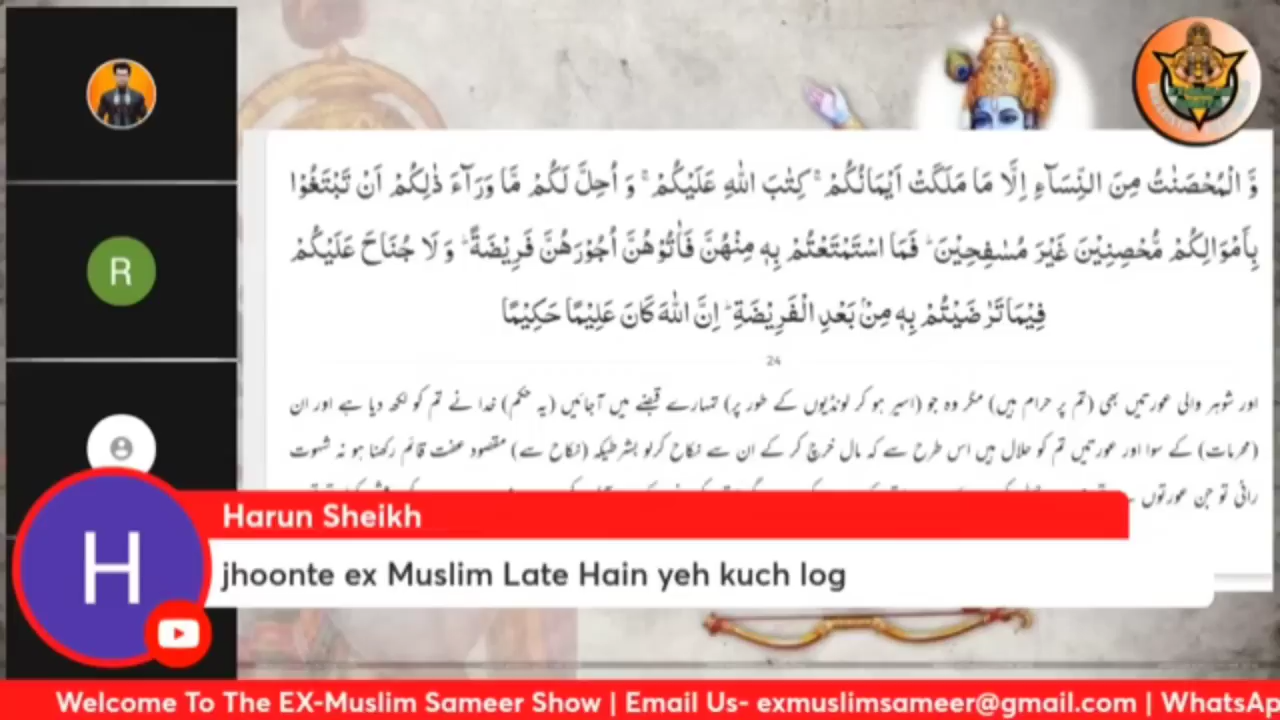 وَّ الْمُحْصَنٰتُ مِنَ النِّسَآءِ اِلَّا مَا مَلَكَتْ اَيْمَانُكُمْ ۚ كِتٰبَ اللّٰهِ عَلَيْكُمْ ۚ وَ اُحِلَّ لَكُمْ مَّا وَرَآءَ ذٰلِكُمْ اَنْ تَبْتَغُوْا
بِاَمْوَالِكُمْ مُّحْصِنِيْنَ غَيْرَ مُسٰفِحِيْنَ ؕ فَمَا اسْتَمْتَعْتُمْ بِهٖ مِنْهُنَّ فَاٰتُوْهُنَّ اُجُوْرَهُنَّ فَرِيْضَةً ؕ وَ لَا جُنَاحَ عَلَيْكُمْ
فِيْمَا تَرٰضَيْتُمْ بِهٖ مِنْۢ بَعْدِ الْفَرِيْضَةِ ؕ اِنَّ اللّٰهَ كَانَ عَلِيْمًا حَكِيْمًا
24
اور شوہر والی عورتیں بھی (تم پر حرام ہیں) مگر وہ جو (اسیر ہو کر لونڈیوں کے طور پر) تمہارے قبضے میں آجائیں (یہ حکم) خدا نے تم کو لکھ دیا ہے اور ان
(محرمات) کے سوا اور عورتیں تم کو حلال ہیں اس طرح سے کہ مال خرچ کر کے ان سے نکاح کرلو بشرطیکہ (نکاح سے) مقصود عفت قائم رکھنا ہو نہ شہوت
رانی تو جن عورتوں
R
H
Harun Sheikh
jhoonte ex Muslim Late Hain yeh kuch log
Welcome To The EX-Muslim Sameer Show | Email Us- exmuslimsameer@gmail.com | WhatsAp